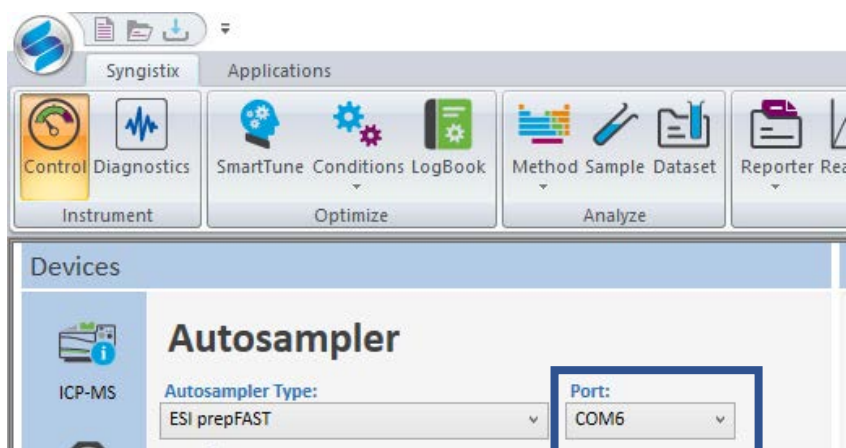 Syngistix Applications
Control Diagnostics SmartTune Conditions LogBook Method Sample Dataset Reporter
Instrument Optimize Analyze
Devices
Autosampler
ICP-MS
Autosampler Type: Port:
ESI prepFAST COM6